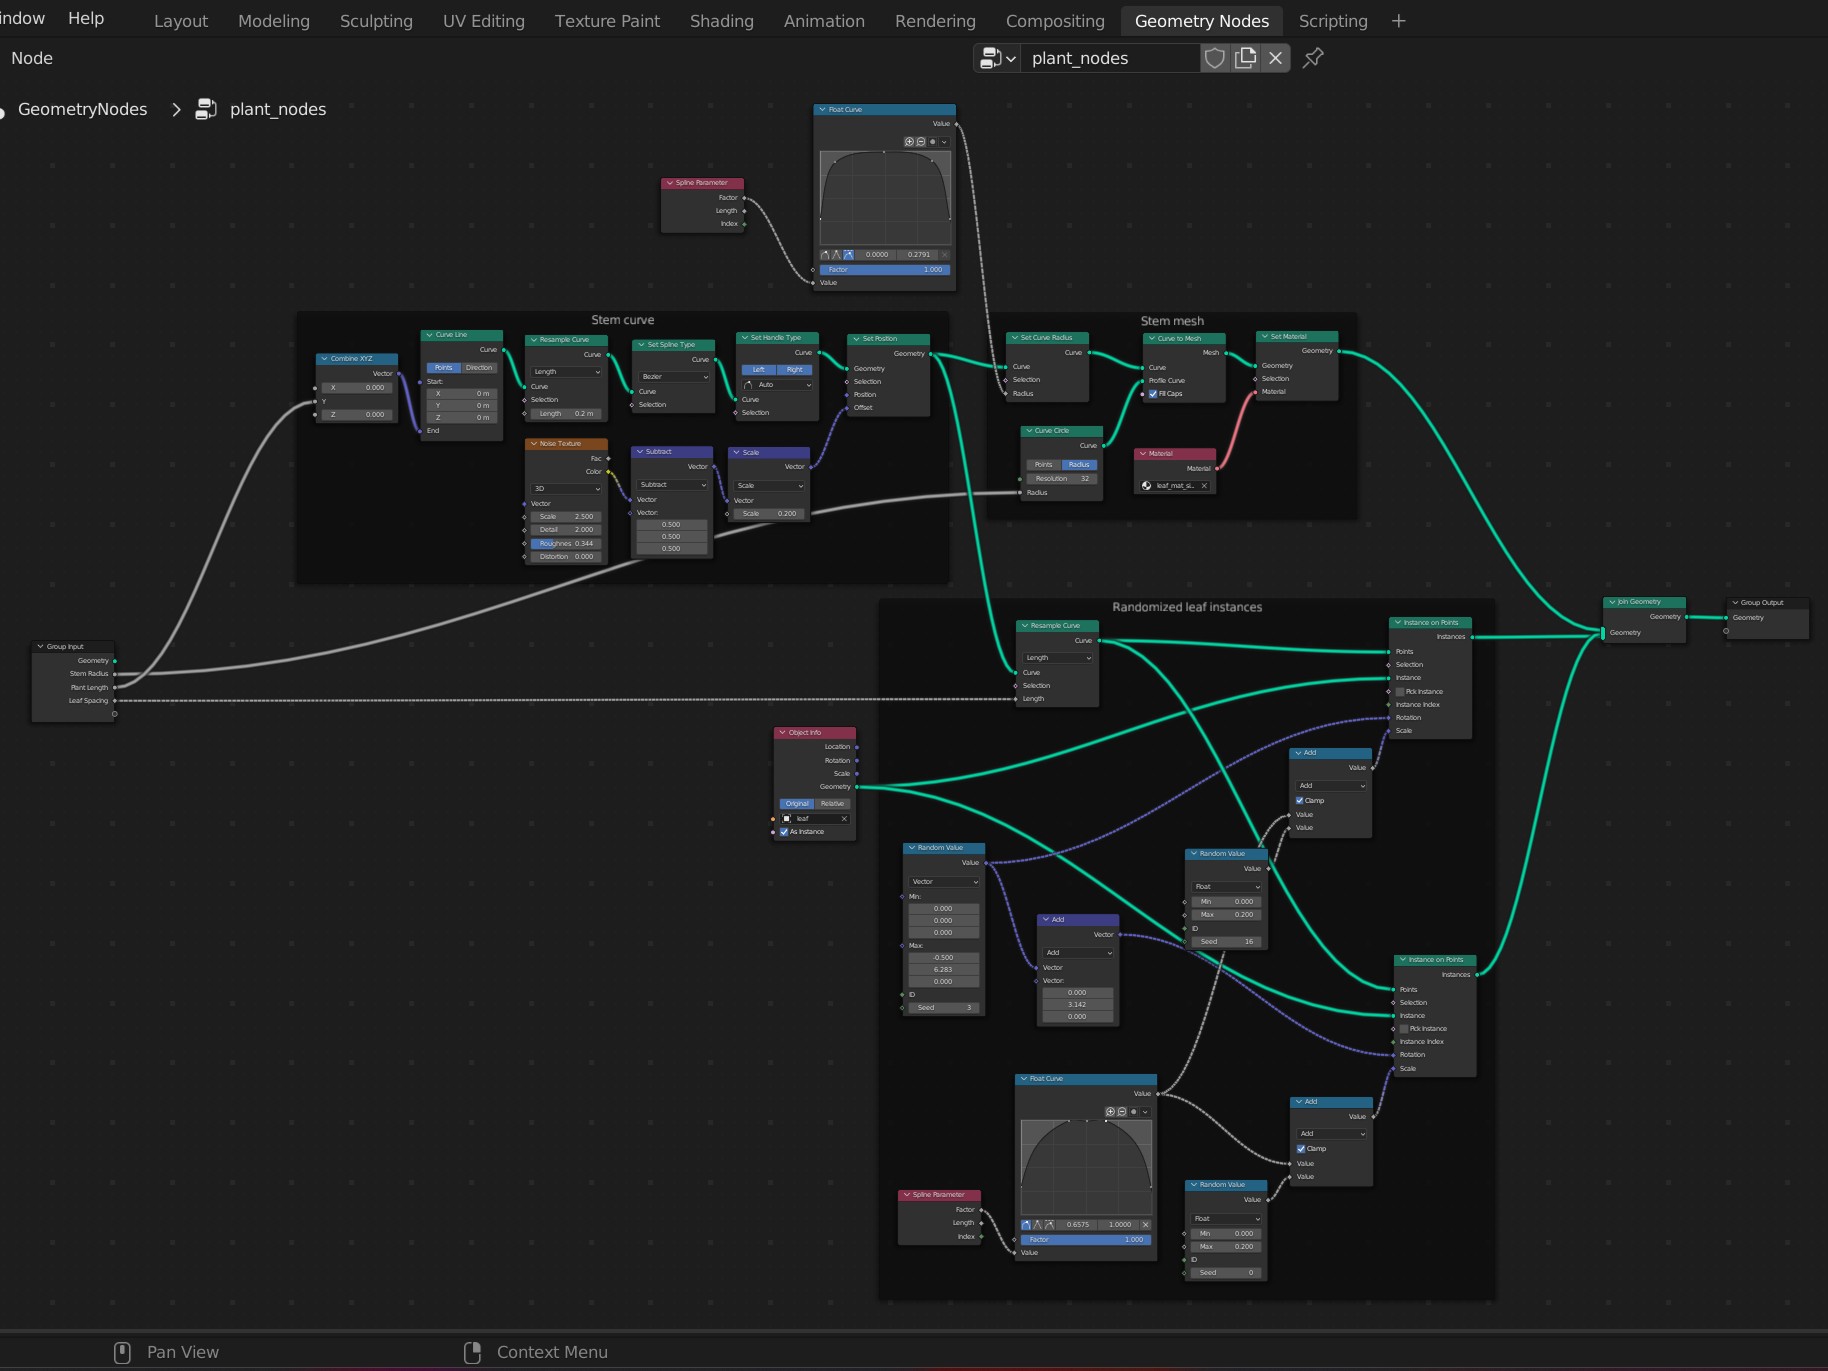 indow Help Layout Modeling Sculpting UV Editing Texture Paint Shading Animation Rendering Compositing Geometry Nodes Scripting +
Node
plant_nodes
GeometryNodes > plant_nodes
Float Curve
Value
0.0000 0.2791
Factor 1.000
Value
Spline Parameter
Factor
Length
Index
Stem curve
Combine XYZ
Vector
X 0.000
Y
Z 0.000
Curve Line
Curve
Points Direction
Start:
X 0 m
Y 0 m
Z 0 m
End
Resample Curve
Curve
Length
Curve
Selection
Length 0.2 m
Set Spline Type
Curve
Bezier
Curve
Selection
Set Handle Type
Curve
Left Right
Auto
Curve
Selection
Set Position
Geometry
Geometry
Selection
Position
Offset
Noise Texture
Fac
Color
3D
Vector
Scale 2.500
Detail 2.000
Roughnes 0.344
Distortion 0.000
Subtract
Vector
Subtract
Vector
Vector:
0.500
0.500
0.500
Scale
Vector
Scale
Vector
Scale 0.200
Stem mesh
Set Curve Radius
Curve
Curve
Selection
Radius
Curve to Mesh
Mesh
Curve
Profile Curve
Fill Caps
Set Material
Geometry
Geometry
Selection
Material
Curve Circle
Curve
Points Radius
Resolution 32
Radius
Material
Material
leaf_mat_si...
Group Input
Geometry
Stem Radius
Plant Length
Leaf Spacing
Randomized leaf instances
Resample Curve
Curve
Length
Curve
Selection
Length
Instance on Points
Instances
Points
Selection
Instance
Pick Instance
Instance Index
Rotation
Scale
Join Geometry
Geometry
Geometry
Group Output
Geometry
Object Info
Location
Rotation
Scale
Geometry
Original Relative
leaf
As Instance
Add
Value
Add
Clamp
Value
Value
Random Value
Value
Vector
Min:
0.000
0.000
0.000
Max:
-0.500
6.283
0.000
ID
Seed 3
Add
Vector
Add
Vector
Vector:
0.000
3.142
0.000
Random Value
Value
Float
Min 0.000
Max 0.200
ID
Seed 16
Instance on Points
Instances
Points
Selection
Instance
Pick Instance
Instance Index
Rotation
Scale
Float Curve
Value
0.6575 1.0000
Factor 1.000
Value
Add
Value
Add
Clamp
Value
Value
Spline Parameter
Factor
Length
Index
Random Value
Value
Float
Min 0.000
Max 0.200
ID
Seed 0
Pan View Context Menu